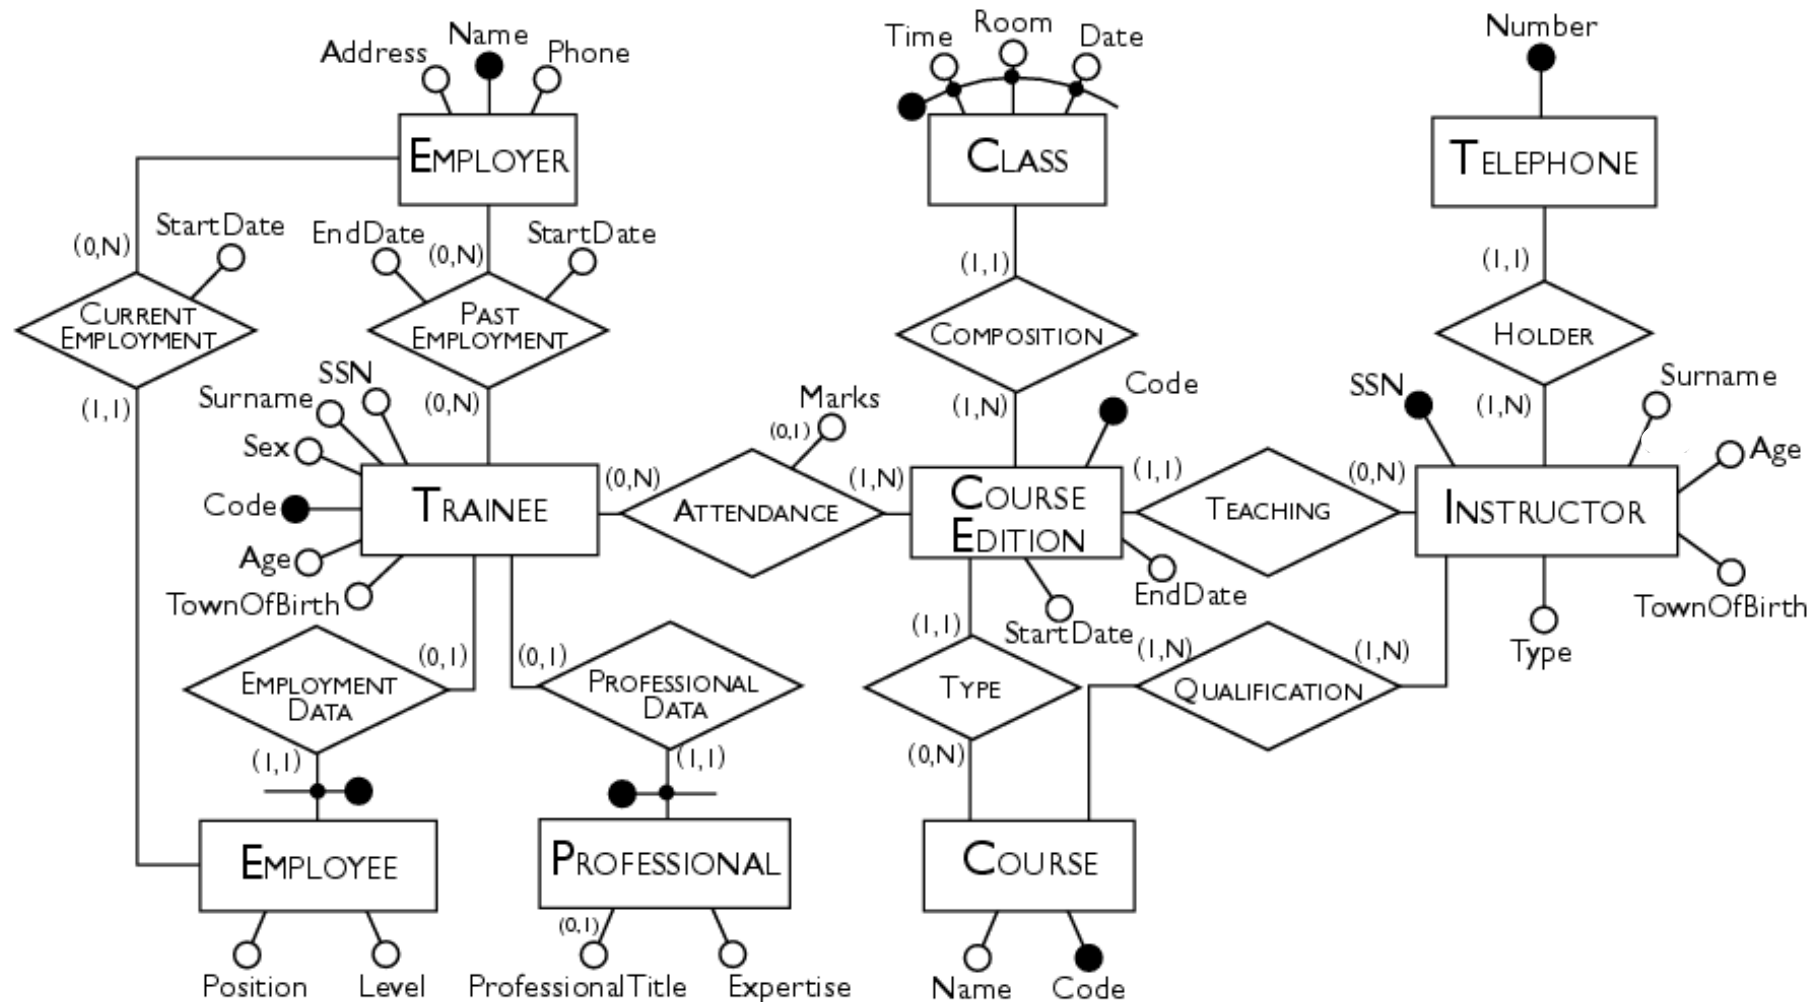 Name
Address
Phone
EMPLOYER
Time
Room
Date
CLASS
Number
TELEPHONE
(0,N)
StartDate
EndDate
(0,N)
StartDate
(1,1)
(1,1)
CURRENT
EMPLOYMENT
PAST
EMPLOYMENT
COMPOSITION
HOLDER
(1,1)
SSN
Surname
(0,N)
Marks
(0,1)
(1,N)
Code
SSN
(1,N)
Surname
Sex
Code
Age
TownOfBirth
TRAINEE
(0,N)
ATTENDANCE
(1,N)
COURSE
EDITION
(1,1)
TEACHING
(0,N)
INSTRUCTOR
Age
TownOfBirth
Type
EndDate
StartDate
(0,1)
(0,1)
EMPLOYMENT
DATA
PROFESSIONAL
DATA
(1,1)
TYPE
(1,N)
QUALIFICATION
(1,N)
(1,1)
(1,1)
(0,N)
EMPLOYEE
PROFESSIONAL
COURSE
Position
Level
(0,1)
ProfessionalTitle
Expertise
Name
Code